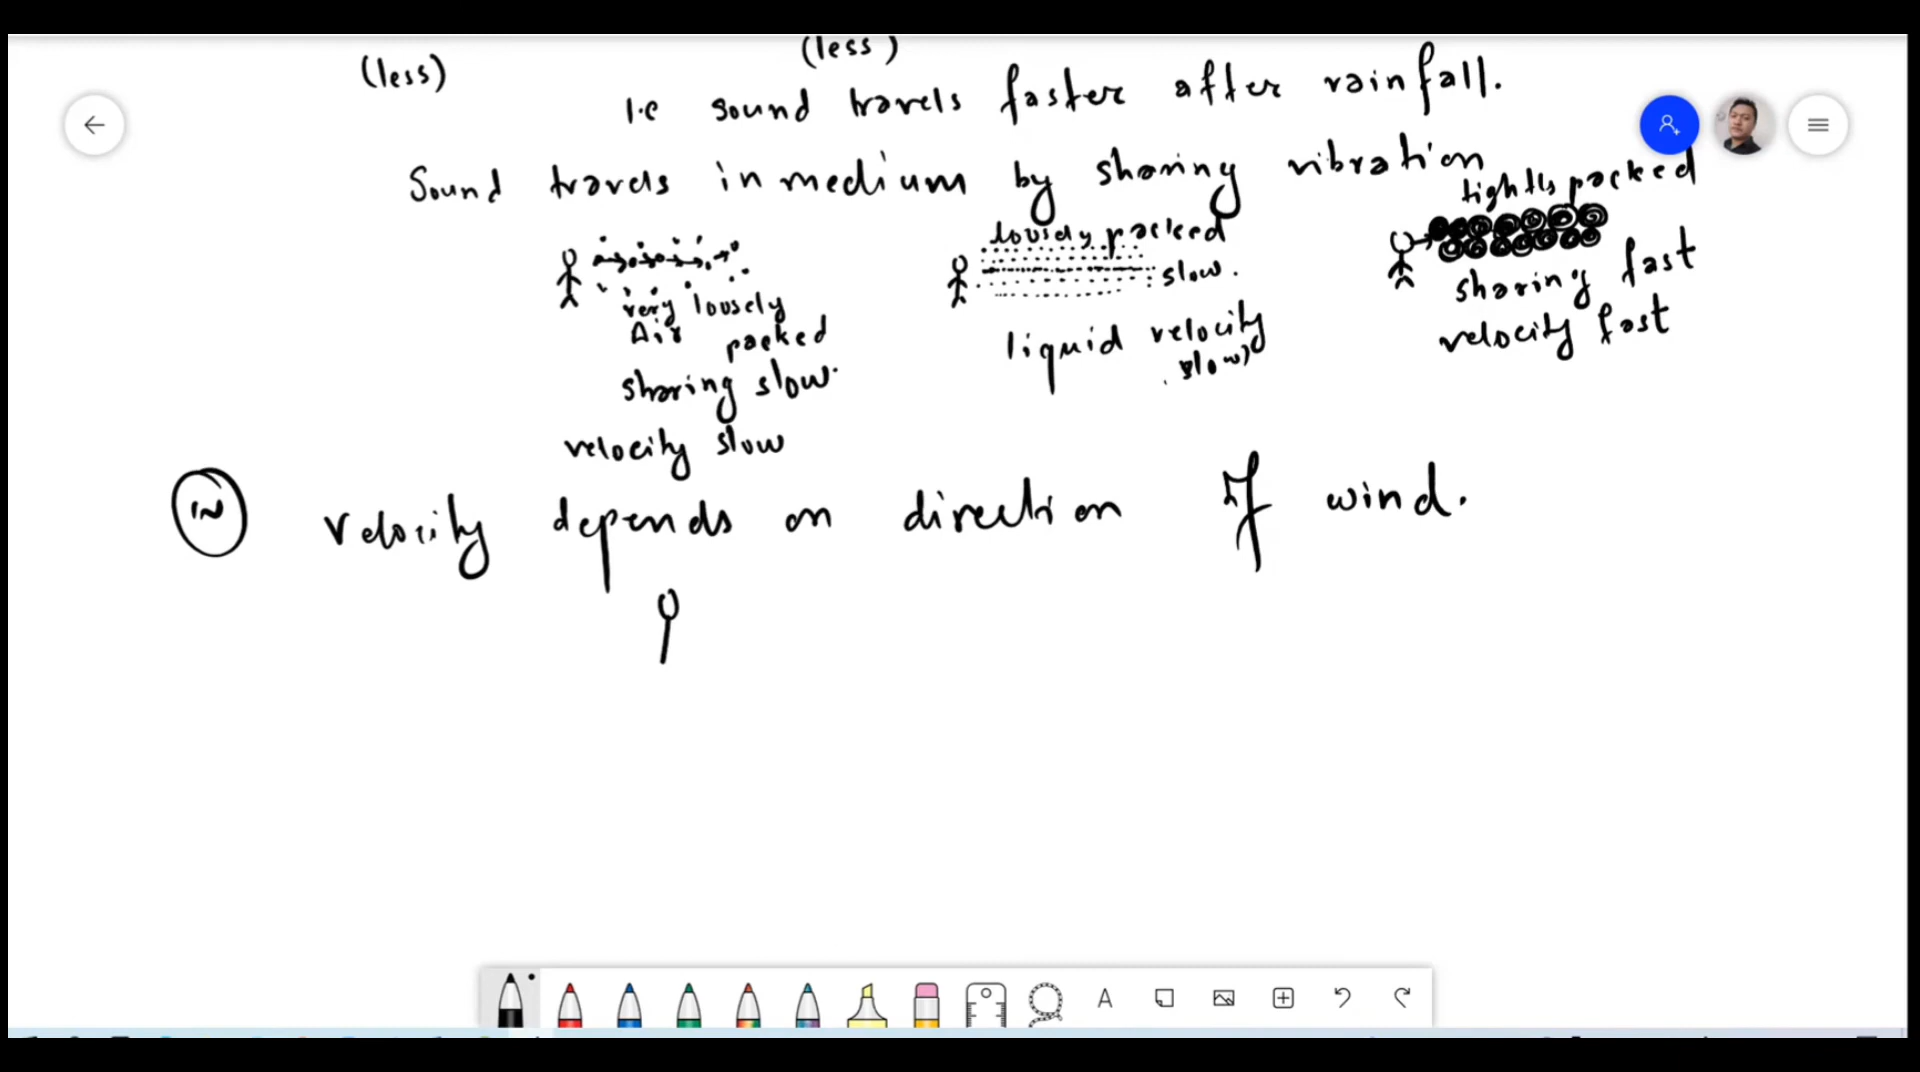 (less)
(less)
I.e sound travels faster after rainfall.
Sound travels in medium by sharing vibration
very loosely
Air
packed
sharing slow.
velocity slow
loosely packed
slow.
liquid velocity
slow)
tightly packed
sharing fast
velocity fast
velocity depends on direction of wind.
A